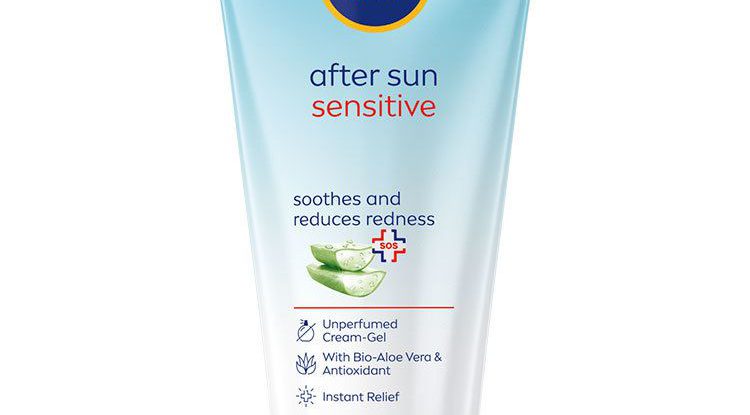 after sun
sensitive
soothes and
reduces redness
SOS
Unperfumed
Cream-Gel
With Bio-Aloe Vera &
Antioxidant
Instant Relief